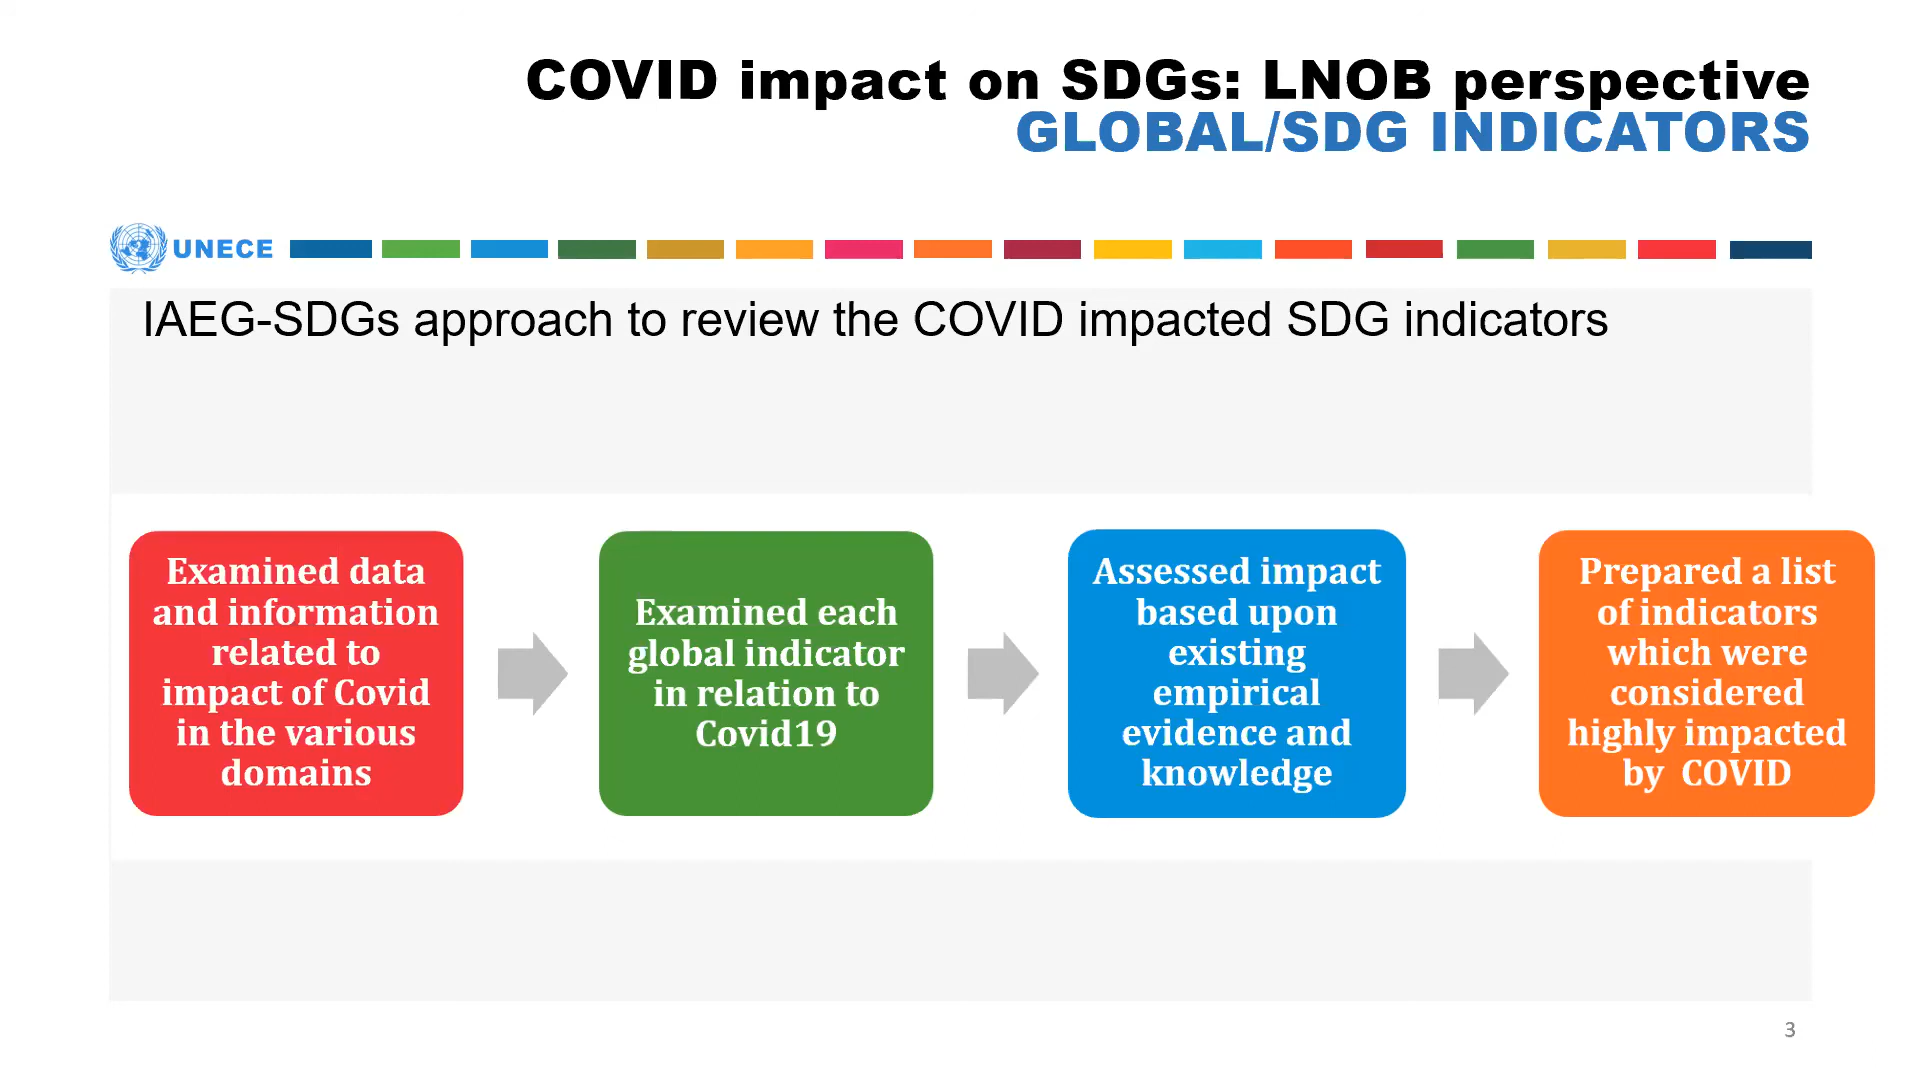 COVID impact on SDGs: LNOB perspective
GLOBAL/SDG INDICATORS
UNECE
IAEG-SDGs approach to review the COVID impacted SDG indicators
Examined data
and information
related to
impact of Covid
in the various
domains
Examined each
global indicator
in relation to
Covid19
Assessed impact
based upon
existing
empirical
evidence and
knowledge
Prepared a list
of indicators
which were
considered
highly impacted
by  COVID
3